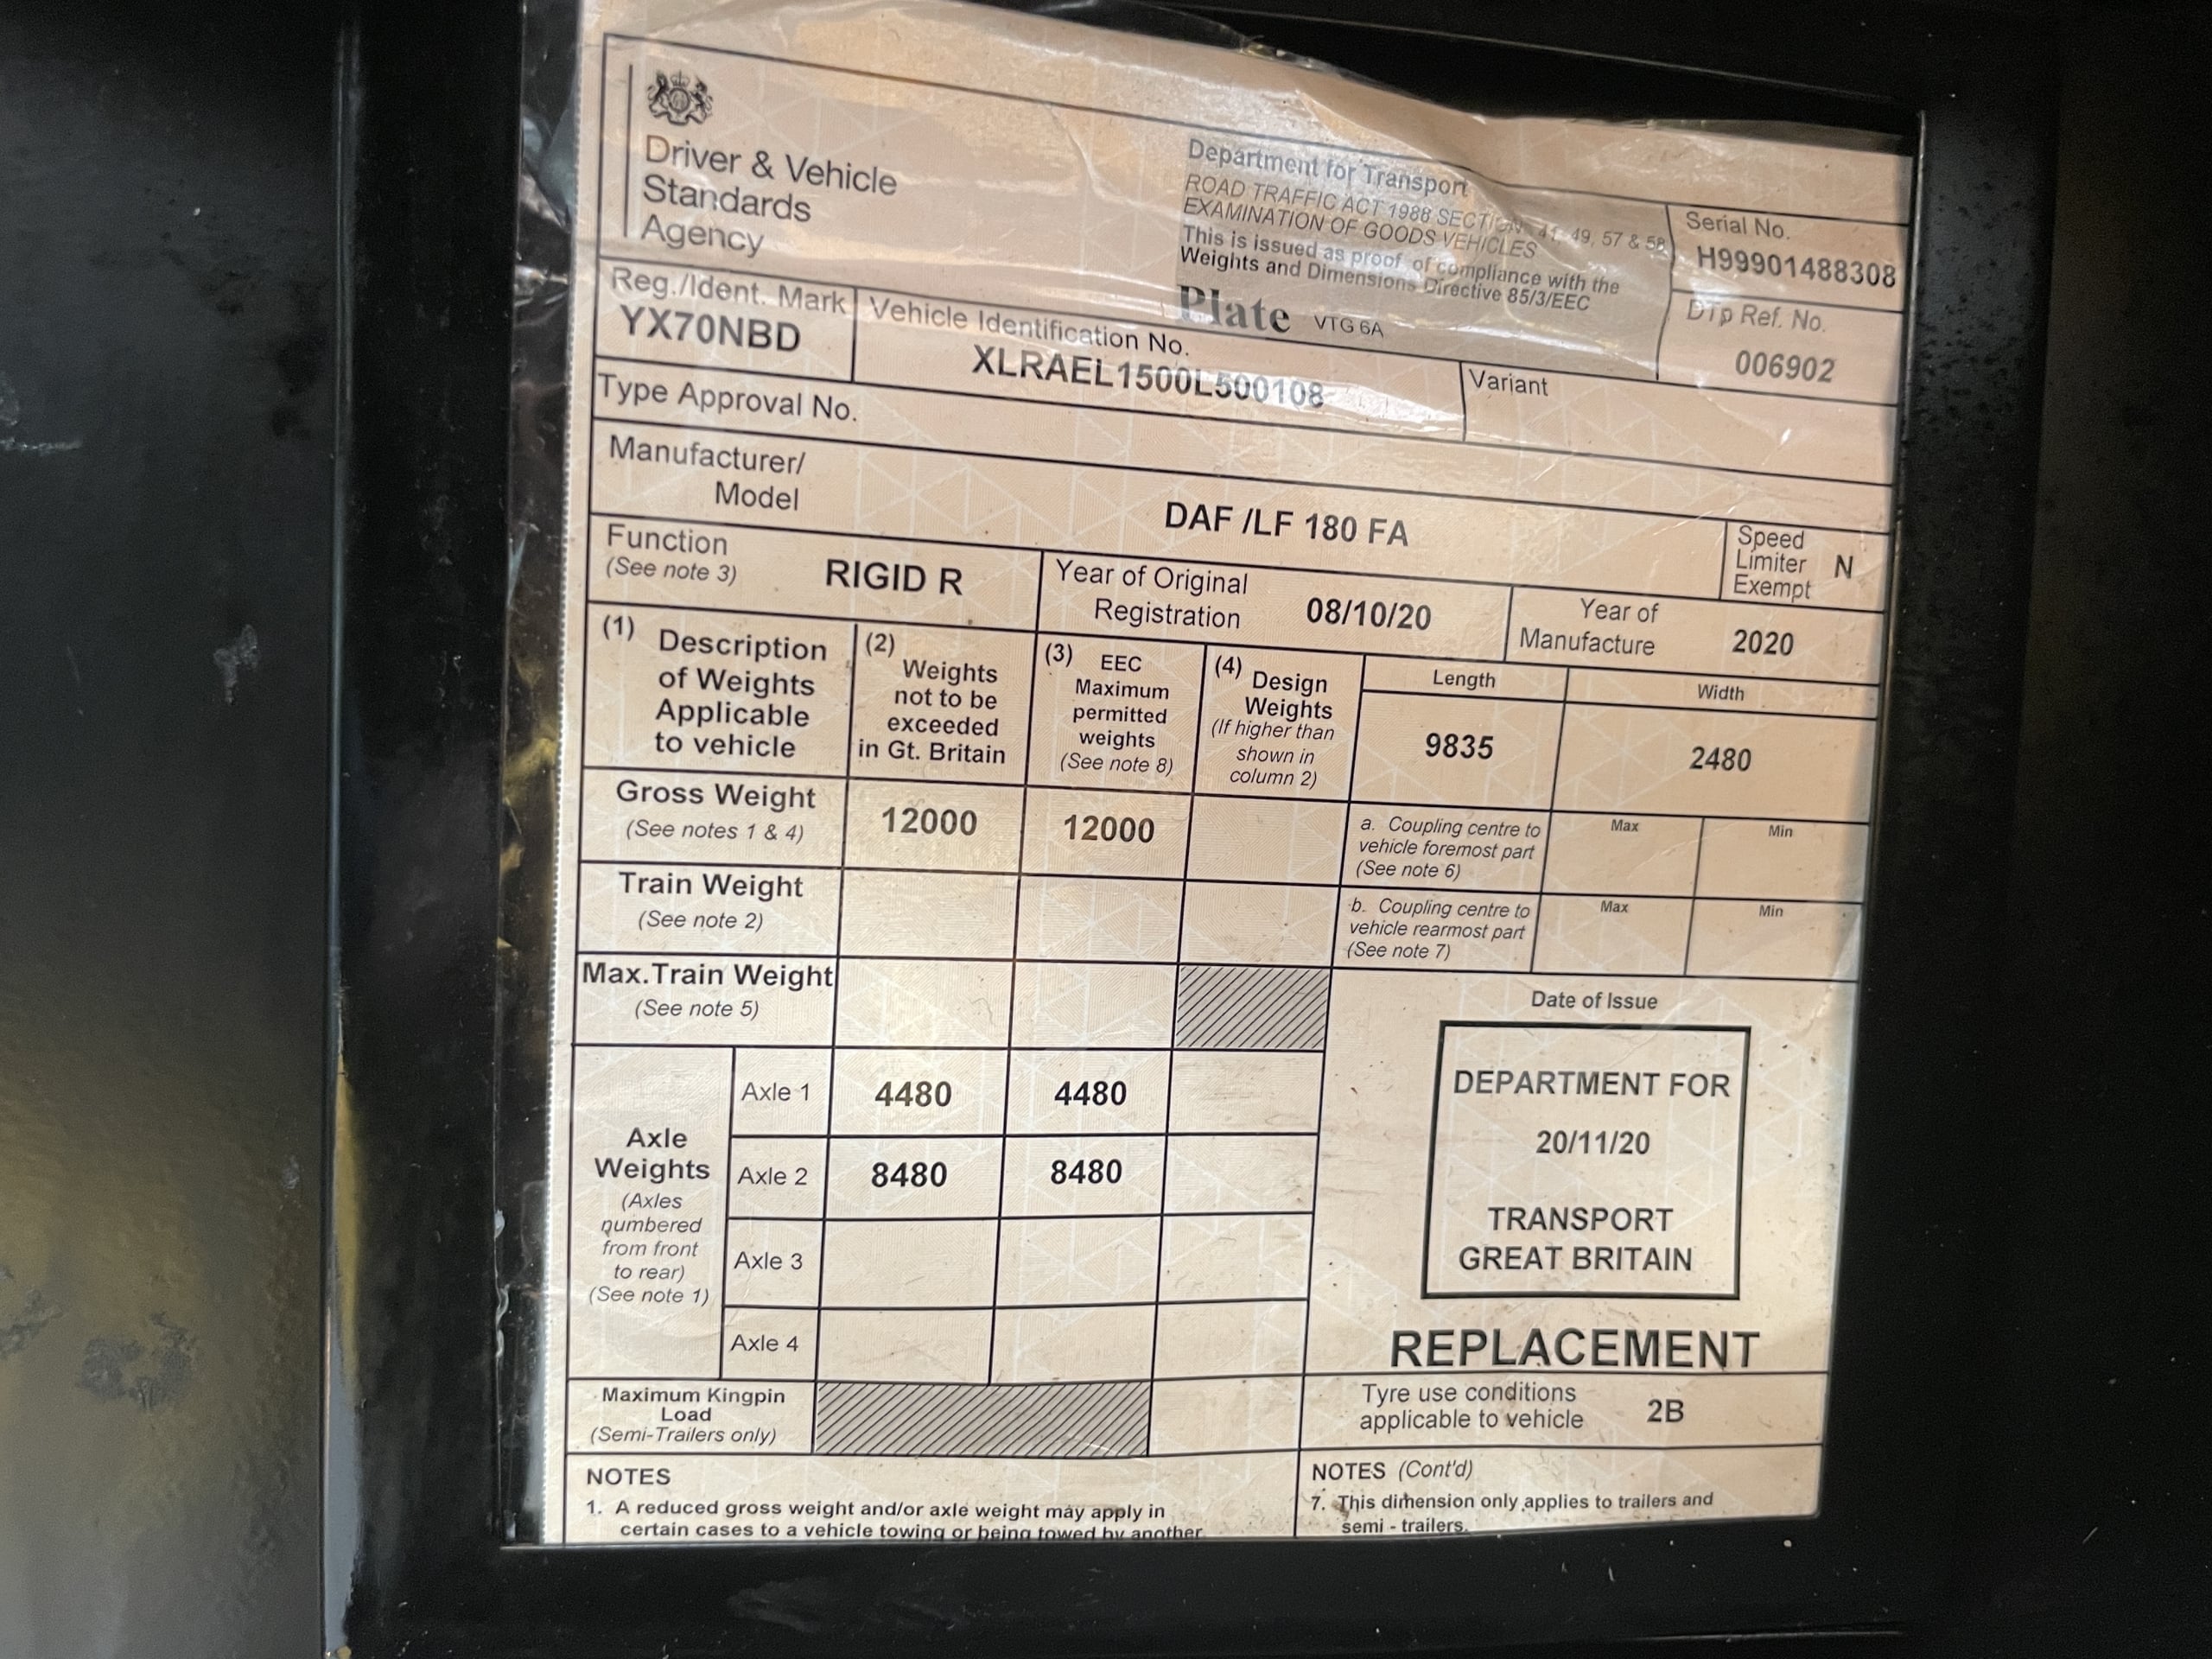 Driver & Vehicle
Standards
Agency
Department for Transport
ROAD TRAFFIC ACT 1988 SECTION 41, 49, 57 & 58
EXAMINATION OF GOODS VEHICLES
This is issued as proof of compliance with the
Weights and Dimensions Directive 85/3/EEC
Plate VTG 6A
Serial No.
H99901488308
DTp Ref. No.
006902
Reg./Ident. Mark
YX70NBD
Vehicle Identification No.
XLRAEL1500L500108
Variant
Type Approval No.
Manufacturer/
Model
DAF /LF 180 FA
Speed
Limiter
Exempt
N
Function
(See note 3)
RIGID R
Year of Original
Registration
08/10/20
Year of
Manufacture
2020
(1) Description
of Weights
Applicable
to vehicle
(2)
Weights
not to be
exceeded
in Gt. Britain
(3) EEC
Maximum
permitted
weights
(See note 8)
(4) Design
Weights
(If higher than
shown in
column 2)
Length
9835
Width
2480
Gross Weight
(See notes 1 & 4)
12000
12000
a. Coupling centre to
vehicle foremost part
(See note 6)
Max
Min
Train Weight
(See note 2)
b. Coupling centre to
vehicle rearmost part
(See note 7)
Max
Min
Max.Train Weight
(See note 5)
Axle
Weights
(Axles
numbered
from front
to rear)
(See note 1)
Axle 1
4480
4480
Axle 2
8480
8480
Axle 3
Axle 4
Date of Issue
DEPARTMENT FOR
20/11/20
TRANSPORT
GREAT BRITAIN
REPLACEMENT
Maximum Kingpin
Load
(Semi-Trailers only)
Tyre use conditions
applicable to vehicle
2B
NOTES
1. A reduced gross weight and/or axle weight may apply in
certain cases to a vehicle towing or being towed by another.
NOTES (Cont'd)
7. This dimension only applies to trailers and
semi - trailers.